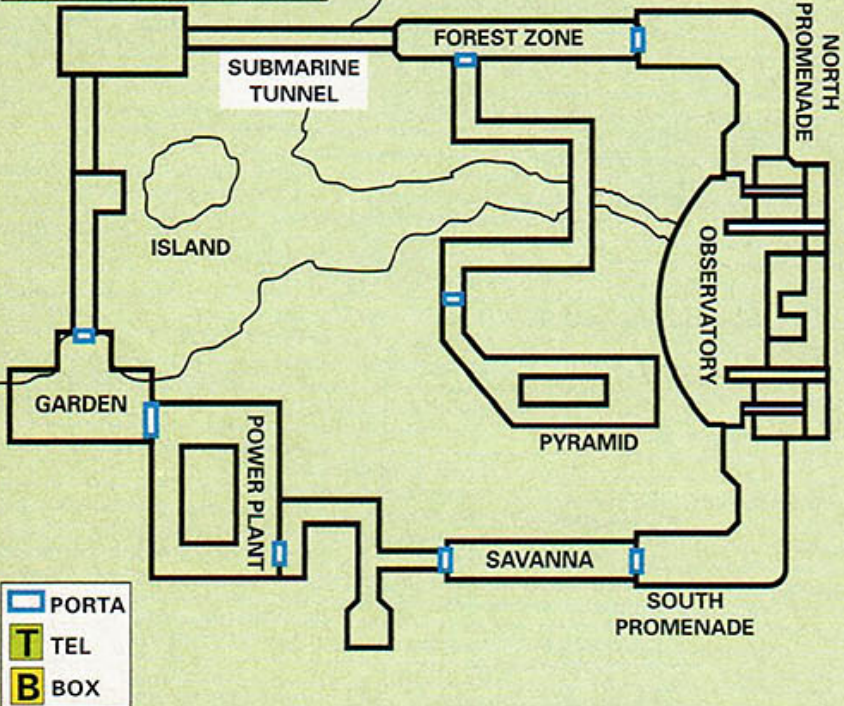 FOREST ZONE
NORTH
PROMENADE
SUBMARINE
TUNNEL
ISLAND
OBSERVATORY
GARDEN
POWER PLANT
PYRAMID
SAVANNA
SOUTH
PROMENADE
PORTA
T TEL
B BOX